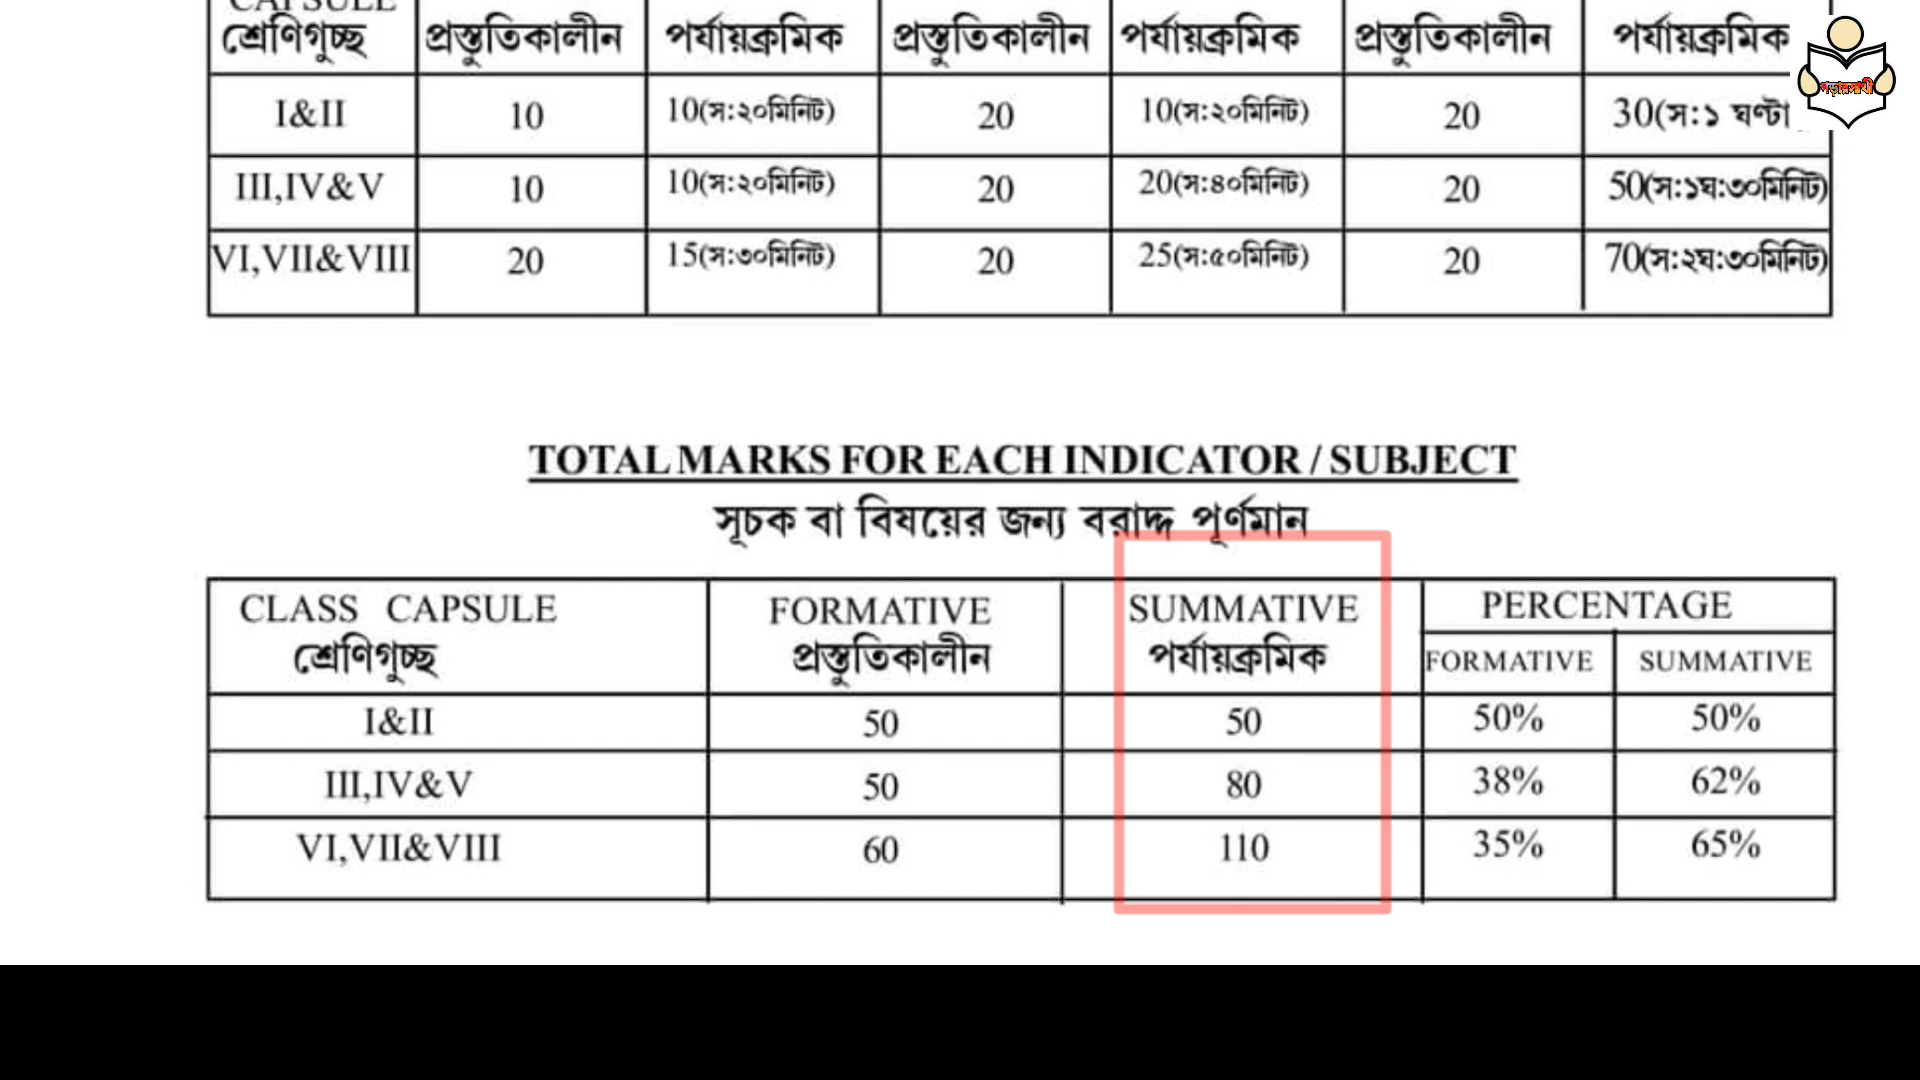 CAPSULE
শ্রেণিগুচ্ছ প্রস্তুতিকালীন পর্যায়ক্রমিক প্রস্তুতিকালীন পর্যায়ক্রমিক প্রস্তুতিকালীন পর্যায়ক্রমিক
I&II 10 10(স:২০মিনিট) 20 10(স:২০মিনিট) 20 30(স:১ ঘণ্টা
III,IV&V 10 10(স:২০মিনিট) 20 20(স:৪০মিনিট) 20 50(স:১ঘ:৩০মিনিট)
VI,VII&VIII 20 15(স:৩০মিনিট) 20 25(স:৫০মিনিট) 20 70(স:২ঘ:৩০মিনিট)
TOTAL MARKS FOR EACH INDICATOR / SUBJECT
সূচক বা বিষয়ের জন্য বরাদ্দ পূর্ণমান
CLASS CAPSULE FORMATIVE SUMMATIVE PERCENTAGE
শ্রেণিগুচ্ছ প্রস্তুতিকালীন পর্যায়ক্রমিক FORMATIVE SUMMATIVE
I&II 50 50 50% 50%
III,IV&V 50 80 38% 62%
VI,VII&VIII 60 110 35% 65%